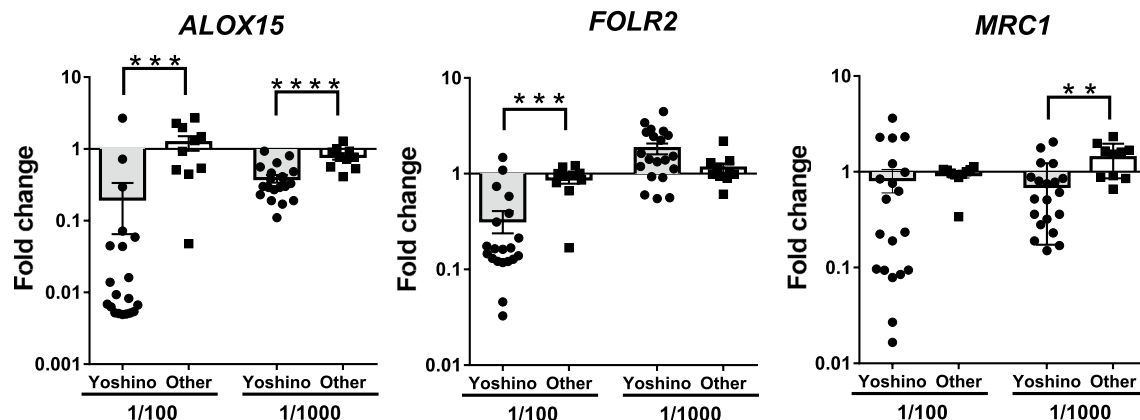 ALOX15
Fold change
10
1
0.1
0.01
0.001
***
****
Yoshino Other Yoshino Other
1/100 1/1000
FOLR2
Fold change
10
1
0.1
0.01
***
Yoshino Other Yoshino Other
1/100 1/1000
MRC1
Fold change
10
1
0.1
0.01
**
Yoshino Other Yoshino Other
1/100 1/1000